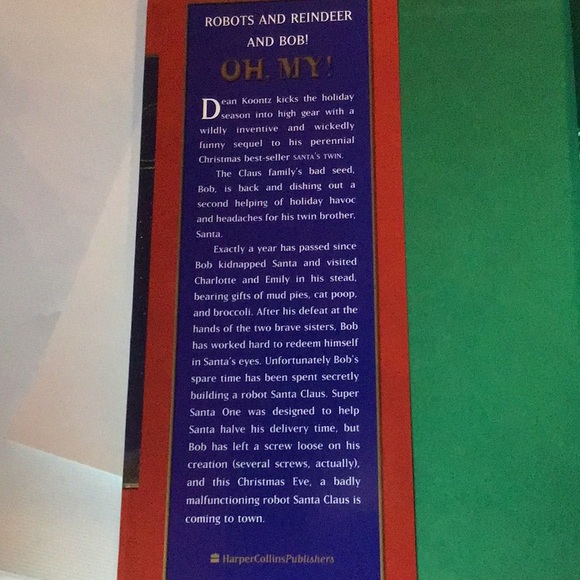 ROBOTS AND REINDEER
AND BOB!
OH, MY!
Dean Koontz kicks the holiday
season into high gear with a
wildly inventive and wickedly
funny sequel to his perennial
Christmas best-seller SANTA'S TWIN.
The Claus family's bad seed,
Bob, is back and dishing out a
second helping of holiday havoc
and headaches for his twin brother,
Santa.
Exactly a year has passed since
Bob kidnapped Santa and visited
Charlotte and Emily in his stead,
bearing gifts of mud pies, cat poop,
and broccoli. After his defeat at the
hands of the two brave sisters, Bob
has worked hard to redeem himself
in Santa's eyes. Unfortunately Bob's
spare time has been spent secretly
building a robot Santa Claus. Super
Santa One was designed to help
Santa halve his delivery time, but
Bob has left a screw loose on his
creation (several screws, actually),
and this Christmas Eve, a badly
malfunctioning robot Santa Claus is
coming to town.
HarperCollinsPublishers